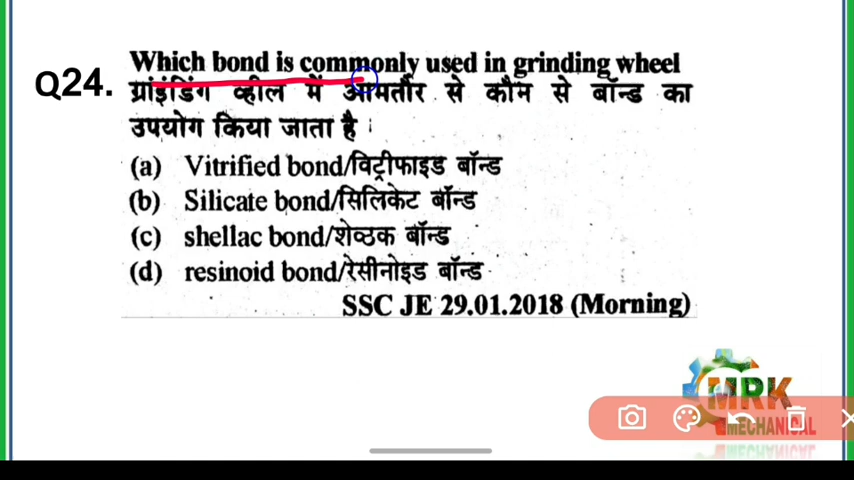 Q24. Which bond is commonly used in grinding wheel
ग्राइंडिंग व्हील में आमतौर से कौन से बॉन्ड का
उपयोग किया जाता है।
(a) Vitrified bond/विट्रीफाइड बॉन्ड
(b) Silicate bond/सिलिकेट बॉन्ड
(c) shellac bond/शेल्लक बॉन्ड
(d) resinoid bond/रेसीनोइड बॉन्ड
SSC JE 29.01.2018 (Morning)
MRK
MECHANICAL